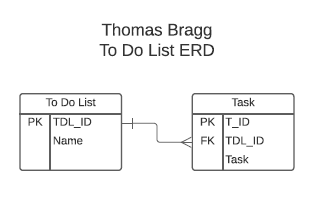 Thomas Bragg
To Do List ERD
To Do List
PK TDL_ID
Name
Task
PK T_ID
FK TDL_ID
Task